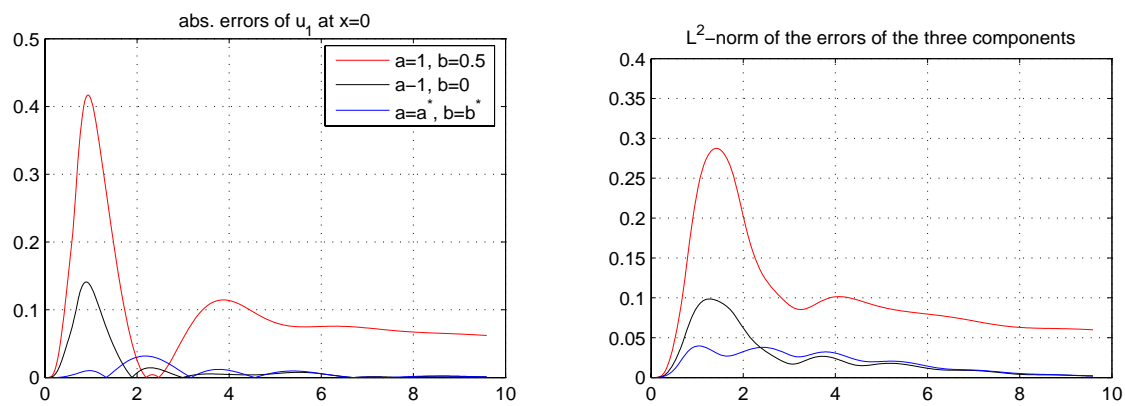 abs. errors of u1 at x=0
0.5
0.4
0.3
0.2
0.1
0
0 2 4 6 8 10
a=1, b=0.5
a−1, b=0
a=a*, b=b*
L2−norm of the errors of the three components
0.4
0.35
0.3
0.25
0.2
0.15
0.1
0.05
0
0 2 4 6 8 10